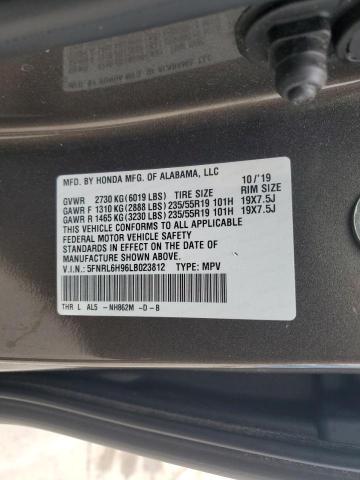 MFD. BY HONDA MFG. OF ALABAMA, LLC 10/'19
GVWR 2730 KG(6019 LBS) TIRE SIZE RIM SIZE
GAWR F 1310 KG(2888 LBS) 235/55R19 101H 19X7.5J
GAWR R 1465 KG(3230 LBS) 235/55R19 101H 19X7.5J
THIS VEHICLE CONFORMS TO ALL APPLICABLE
FEDERAL MOTOR VEHICLE SAFETY
STANDARDS IN EFFECT ON THE DATE OF
MANUFACTURE SHOWN ABOVE.
V.I.N.: 5FNRL6H96LB023812 TYPE: MPV
THR L AL5 -NH862M -D-B